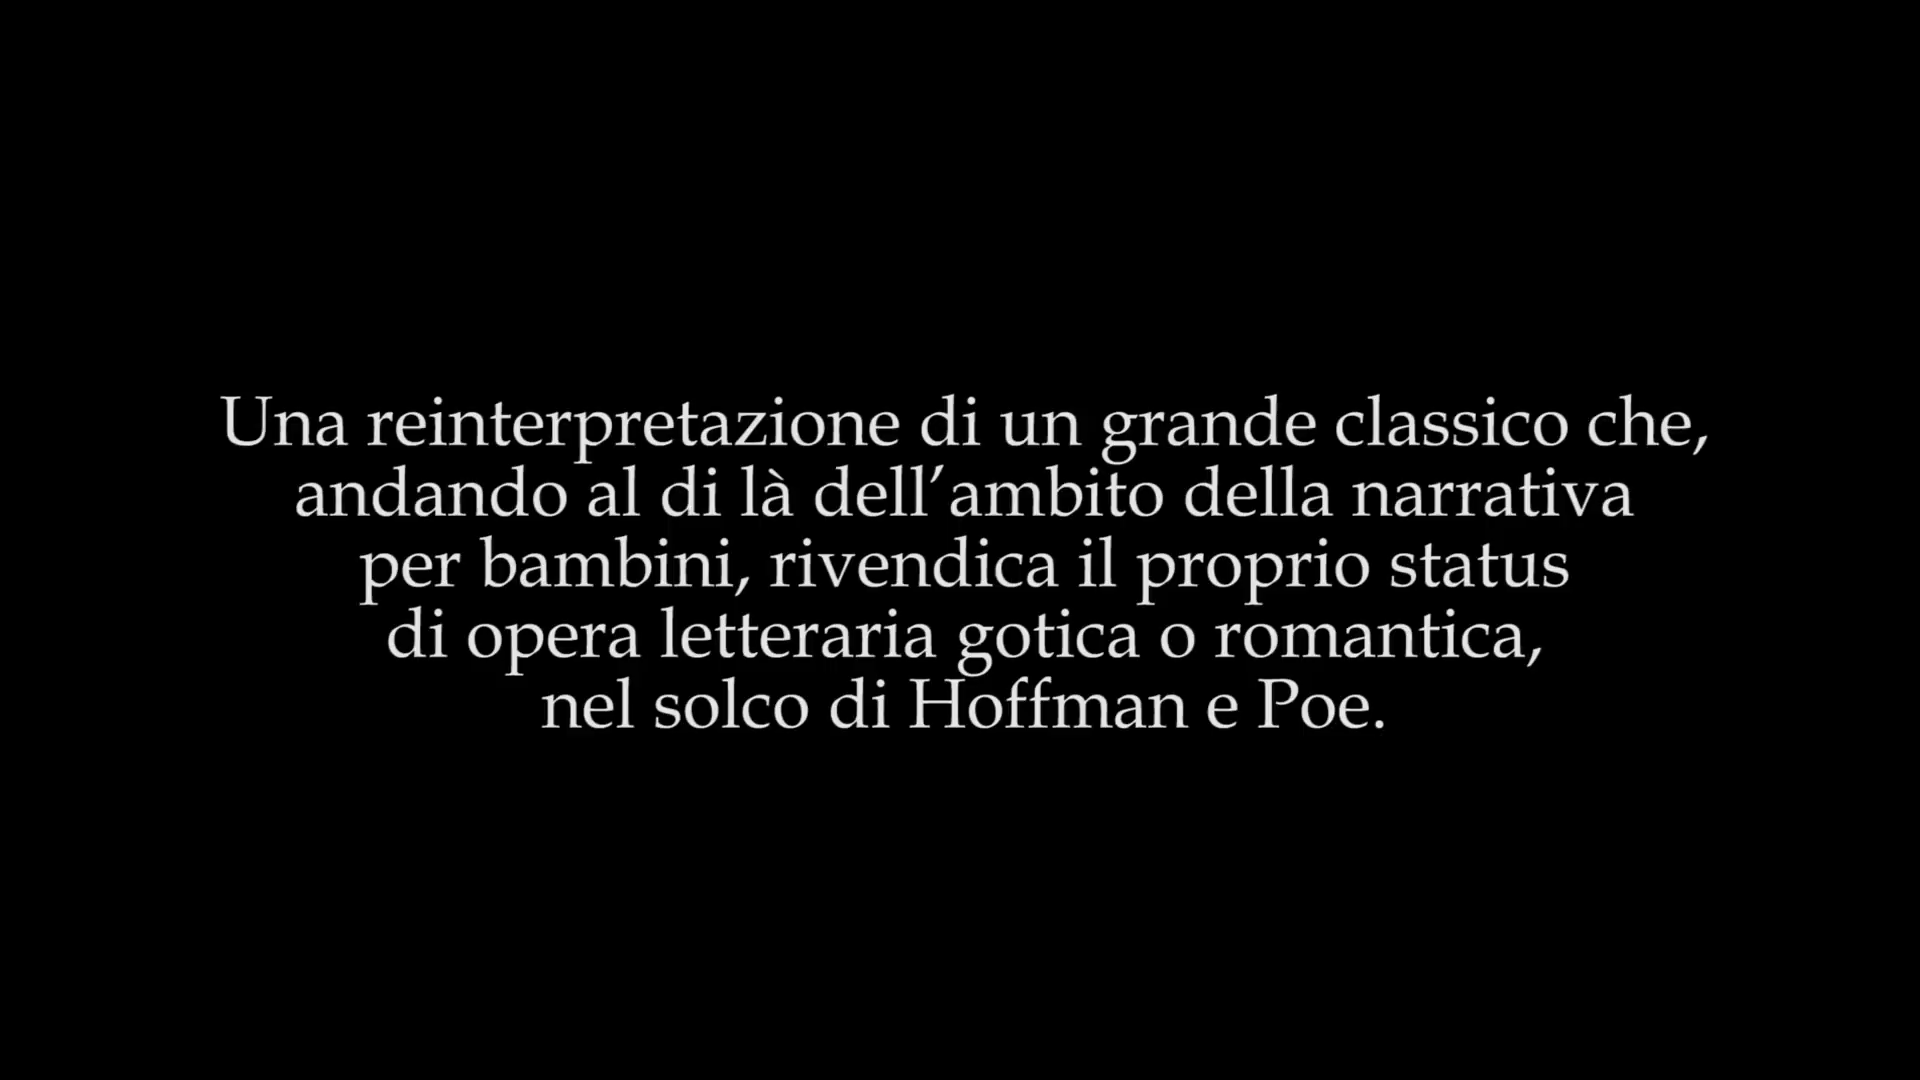 Una reinterpretazione di un grande classico che,
andando al di là dell’ambito della narrativa
per bambini, rivendica il proprio status
di opera letteraria gotica o romantica,
nel solco di Hoffman e Poe.